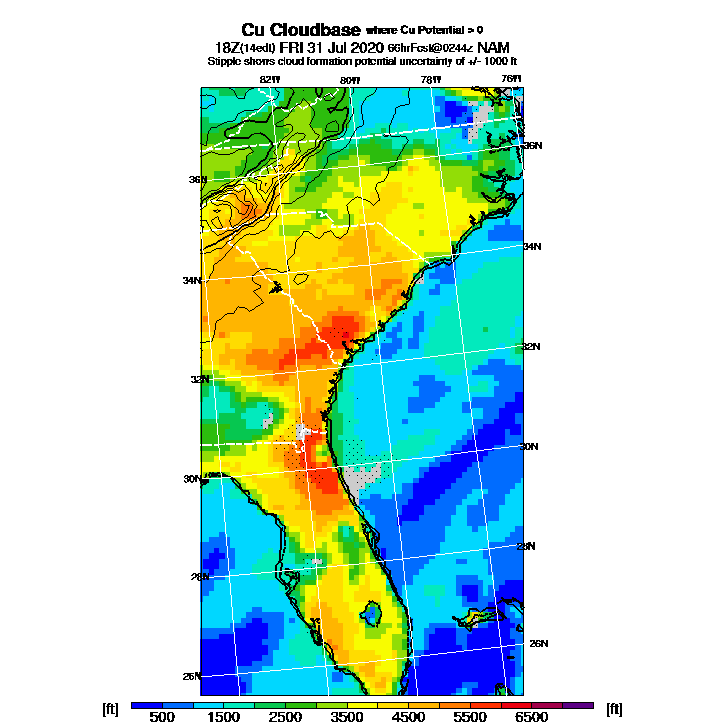 Cu Cloudbase where Cu Potential > 0
18Z(14edt) FRI 31 Jul 2020 66hrFcst@0244z NAM
Stipple shows cloud formation potential uncertainty of +/- 1000 ft
82W 80W 78W 76W
36N
36N
34N
34N
32N
32N
30N
30N
28N
28N
26N
26N
[ft] 500 1500 2500 3500 4500 5500 6500 [ft]